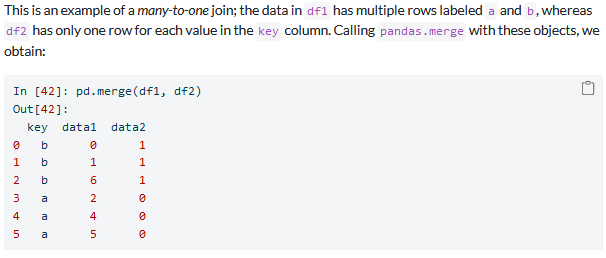 This is an example of a many-to-one join; the data in df1 has multiple rows labeled a and b, whereas
df2 has only one row for each value in the key column. Calling pandas.merge with these objects, we
obtain:
In [42]: pd.merge(df1, df2)
Out[42]:
  key  data1  data2
0   b      0      1
1   b      1      1
2   b      6      1
3   a      2      0
4   a      4      0
5   a      5      0